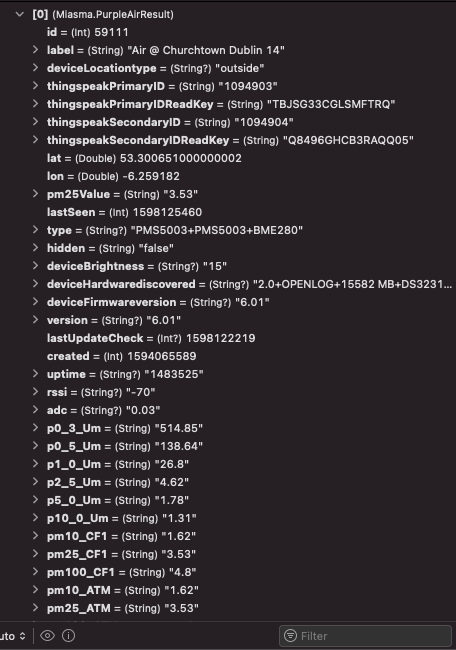 [0] (Miasma.PurpleAirResult)
id = (Int) 59111
label = (String) "Air @ Churchtown Dublin 14"
deviceLocationtype = (String?) "outside"
thingspeakPrimaryID = (String) "1094903"
thingspeakPrimaryIDReadKey = (String) "TBJSG33CGLSMFTRQ"
thingspeakSecondaryID = (String) "1094904"
thingspeakSecondaryIDReadKey = (String) "Q8496GHCB3RAQQ05"
lat = (Double) 53.300651000000002
lon = (Double) -6.259182
pm25Value = (String) "3.53"
lastSeen = (Int) 1598125460
type = (String?) "PMS5003+PMS5003+BME280"
hidden = (String) "false"
deviceBrightness = (String?) "15"
deviceHardwarediscovered = (String?) "2.0+OPENLOG+15582 MB+DS3231...
deviceFirmwareversion = (String?) "6.01"
version = (String?) "6.01"
lastUpdateCheck = (Int?) 1598122219
created = (Int) 1594065589
uptime = (String?) "1483525"
rssi = (String?) "-70"
adc = (String?) "0.03"
p0_3_Um = (String) "514.85"
p0_5_Um = (String) "138.64"
p1_0_Um = (String) "26.8"
p2_5_Um = (String) "4.62"
p5_0_Um = (String) "1.78"
p10_0_Um = (String) "1.31"
pm10_CF1 = (String) "1.62"
pm25_CF1 = (String) "3.53"
pm100_CF1 = (String) "4.8"
pm10_ATM = (String) "1.62"
pm25_ATM = (String) "3.53"
uto
Filter